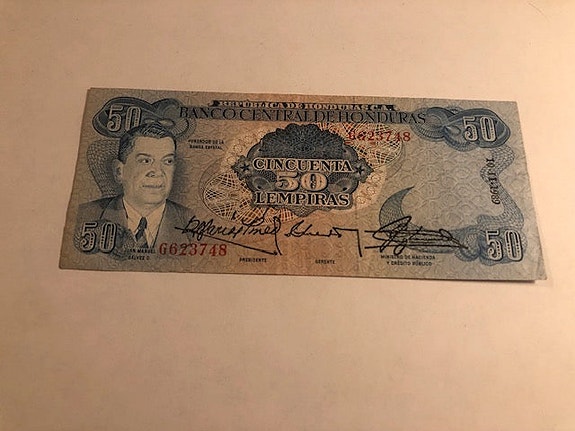 REPUBLICA DE HONDURAS C.A.
BANCO CENTRAL DE HONDURAS
50
50
G623748
FUNDADOR DE LA
BANCA ESTATAL
CINCUENTA
50
LEMPIRAS
50
50
JUAN MANUEL
GALVEZ D.
G623748
PRESIDENTE
GERENTE
MINISTRO DE HACIENDA
Y CREDITO PUBLICO